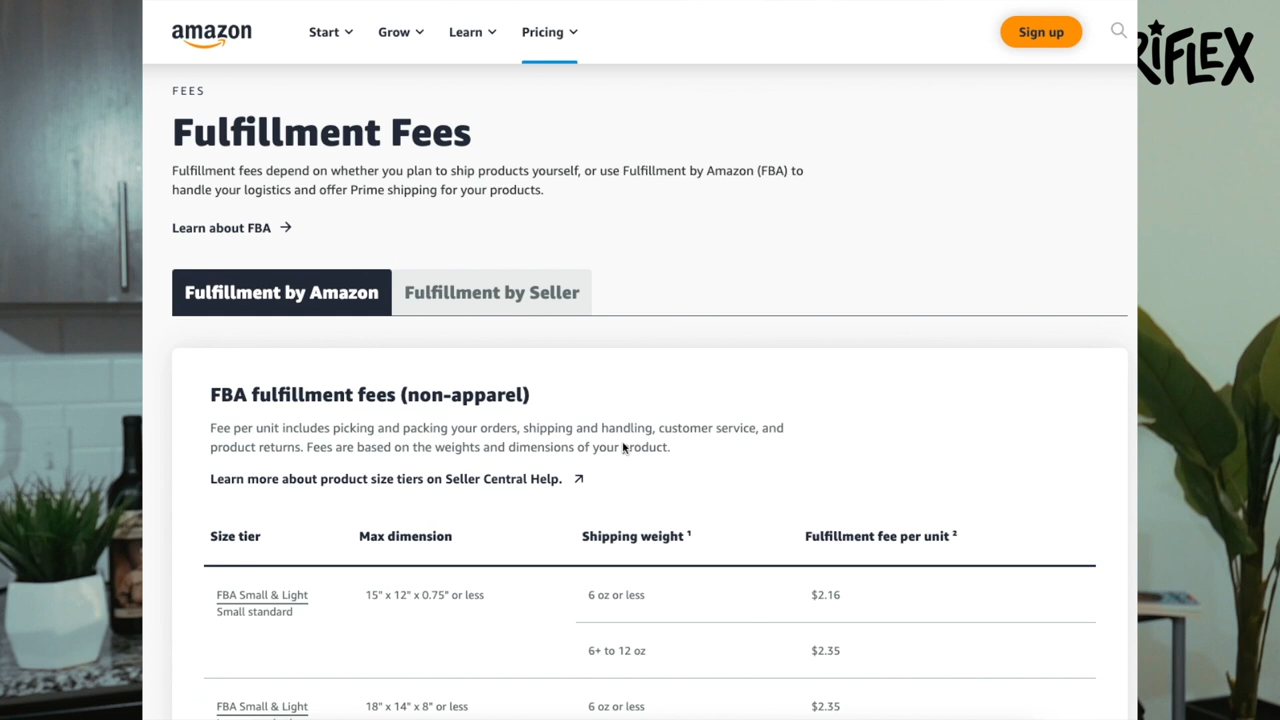 amazon
Start
Grow
Learn
Pricing
Sign up
FEES
Fulfillment Fees
Fulfillment fees depend on whether you plan to ship products yourself, or use Fulfillment by Amazon (FBA) to
handle your logistics and offer Prime shipping for your products.
Learn about FBA →
Fulfillment by Amazon
Fulfillment by Seller
FBA fulfillment fees (non-apparel)
Fee per unit includes picking and packing your orders, shipping and handling, customer service, and
product returns. Fees are based on the weights and dimensions of your product.
Learn more about product size tiers on Seller Central Help.
Size tier Max dimension Shipping weight ¹ Fulfillment fee per unit ²
FBA Small & Light 15" x 12" x 0.75" or less 6 oz or less $2.16
Small standard
6+ to 12 oz $2.35
FBA Small & Light 18" x 14" x 8" or less 6 oz or less $2.35